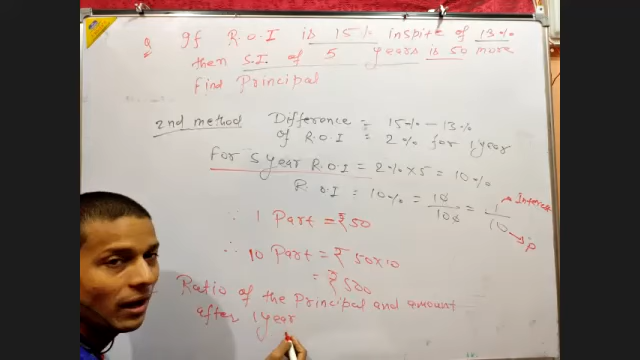 Q If R.O.I is 15% inspite of 13%
then S.I. of 5 years is 50 more
find Principal
2nd method Difference = 15% - 13%
of R.O.I = 2% for 1 year
For 5 year R.O.I = 2% × 5 = 10%
R.O.I = 10% = 10/100 = 1/10 → Interest → P
∵ 1 Part = ₹ 50
∴ 10 Part = ₹ 50×10
= ₹ 500
Ratio of the Principal and amount
after 1 year